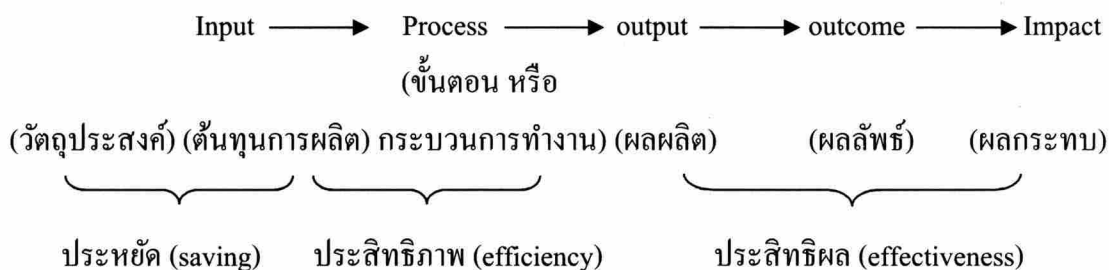 Input Process output outcome Impact
(ขั้นตอน หรือ
(วัตถุประสงค์) (ต้นทุนการผลิต) กระบวนการทำงาน) (ผลผลิต) (ผลลัพธ์) (ผลกระทบ)
ประหยัด (saving) ประสิทธิภาพ (efficiency) ประสิทธิผล (effectiveness)